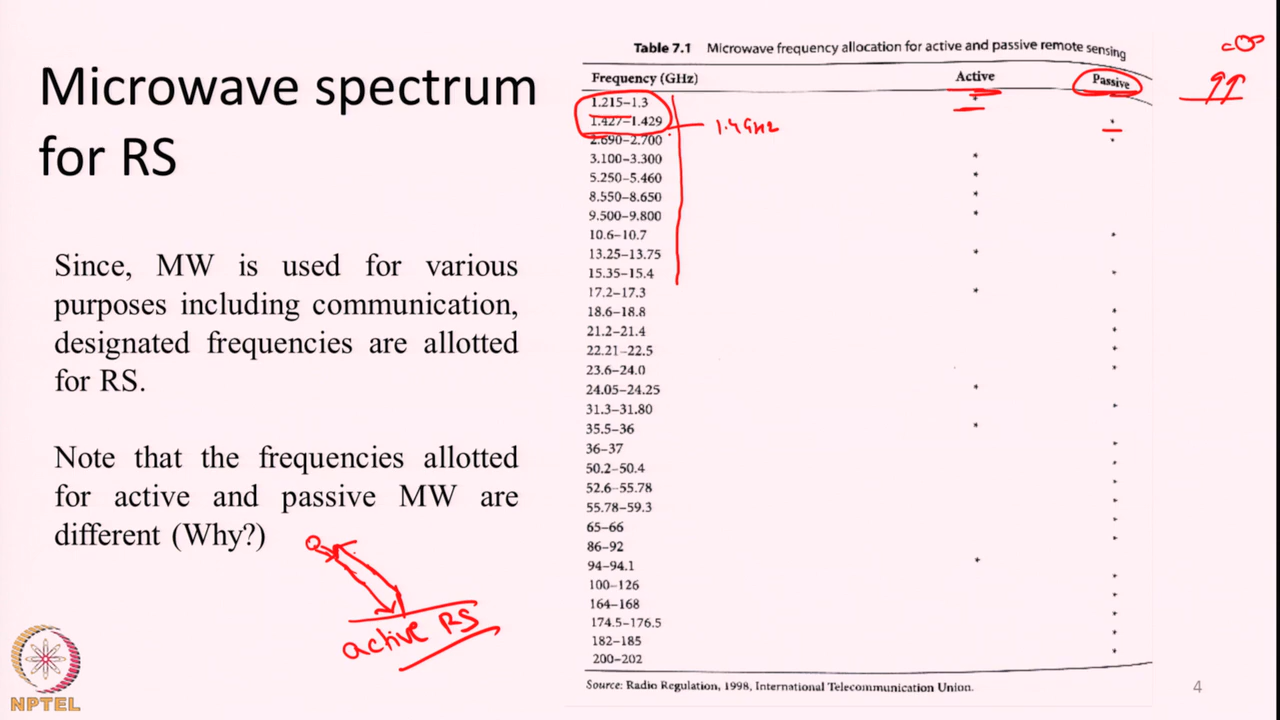 Microwave spectrum
for RS
Since, MW is used for various
purposes including communication,
designated frequencies are allotted
for RS.
Note that the frequencies allotted
for active and passive MW are
different (Why?)
active RS
NPTEL
Table 7.1 Microwave frequency allocation for active and passive remote sensing
Frequency (GHz) Active Passive
1.215–1.3 *
1.427–1.429 *
1.4 GHz
2.690–2.700 *
3.100–3.300 *
5.250–5.460 *
8.550–8.650 *
9.500–9.800 *
10.6–10.7 *
13.25–13.75 *
15.35–15.4 *
17.2–17.3 *
18.6–18.8 *
21.2–21.4 *
22.21–22.5 *
23.6–24.0 *
24.05–24.25 *
31.3–31.80 *
35.5–36 *
36–37 *
50.2–50.4 *
52.6–55.78 *
55.78–59.3 *
65–66 *
86–92 *
94–94.1 *
100–126 *
164–168 *
174.5–176.5 *
182–185 *
200–202 *
Source: Radio Regulation, 1998, International Telecommunication Union.
4